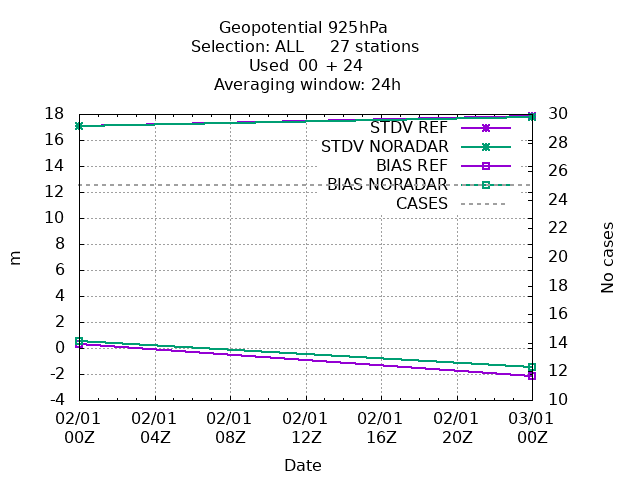 Geopotential 925hPa
Selection: ALL     27 stations
Used  00 + 24
Averaging window: 24h
18
16
14
12
10
8
6
4
2
0
-2
-4
m
30
28
26
24
22
20
18
16
14
12
10
No cases
STDV REF
STDV NORADAR
BIAS REF
BIAS NORADAR
CASES
02/01 02/01 02/01 02/01 02/01 02/01 03/01
00Z 04Z 08Z 12Z 16Z 20Z 00Z
Date